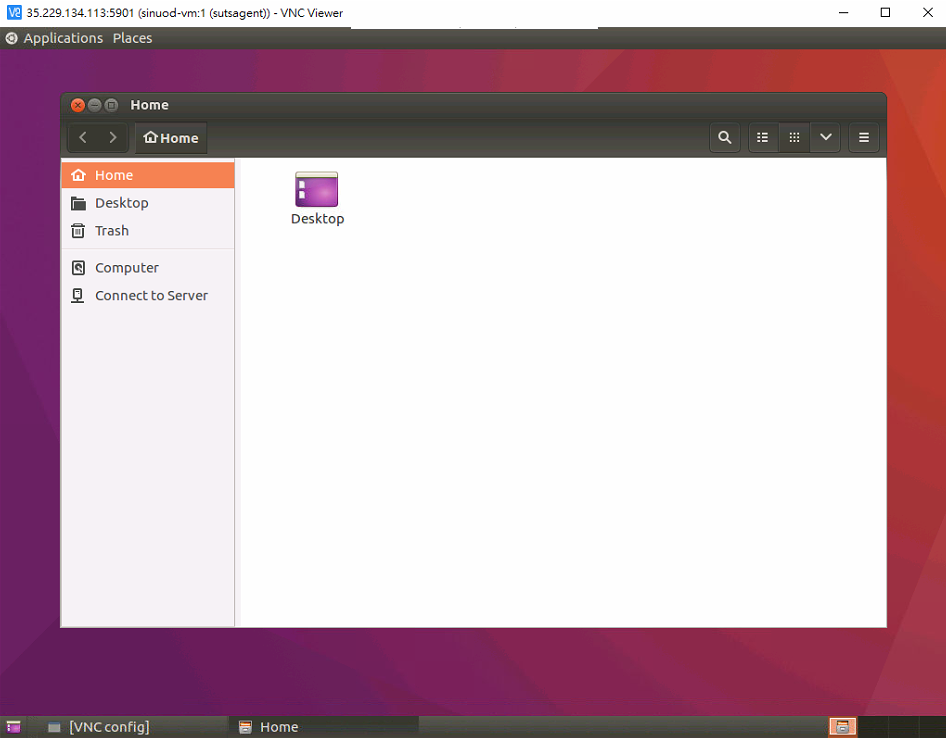 35.229.134.113:5901 (sinuod-vm:1 (sutsagent)) - VNC Viewer
Applications Places
Home
Home
Home
Desktop
Trash
Computer
Connect to Server
Desktop
[VNC config] Home